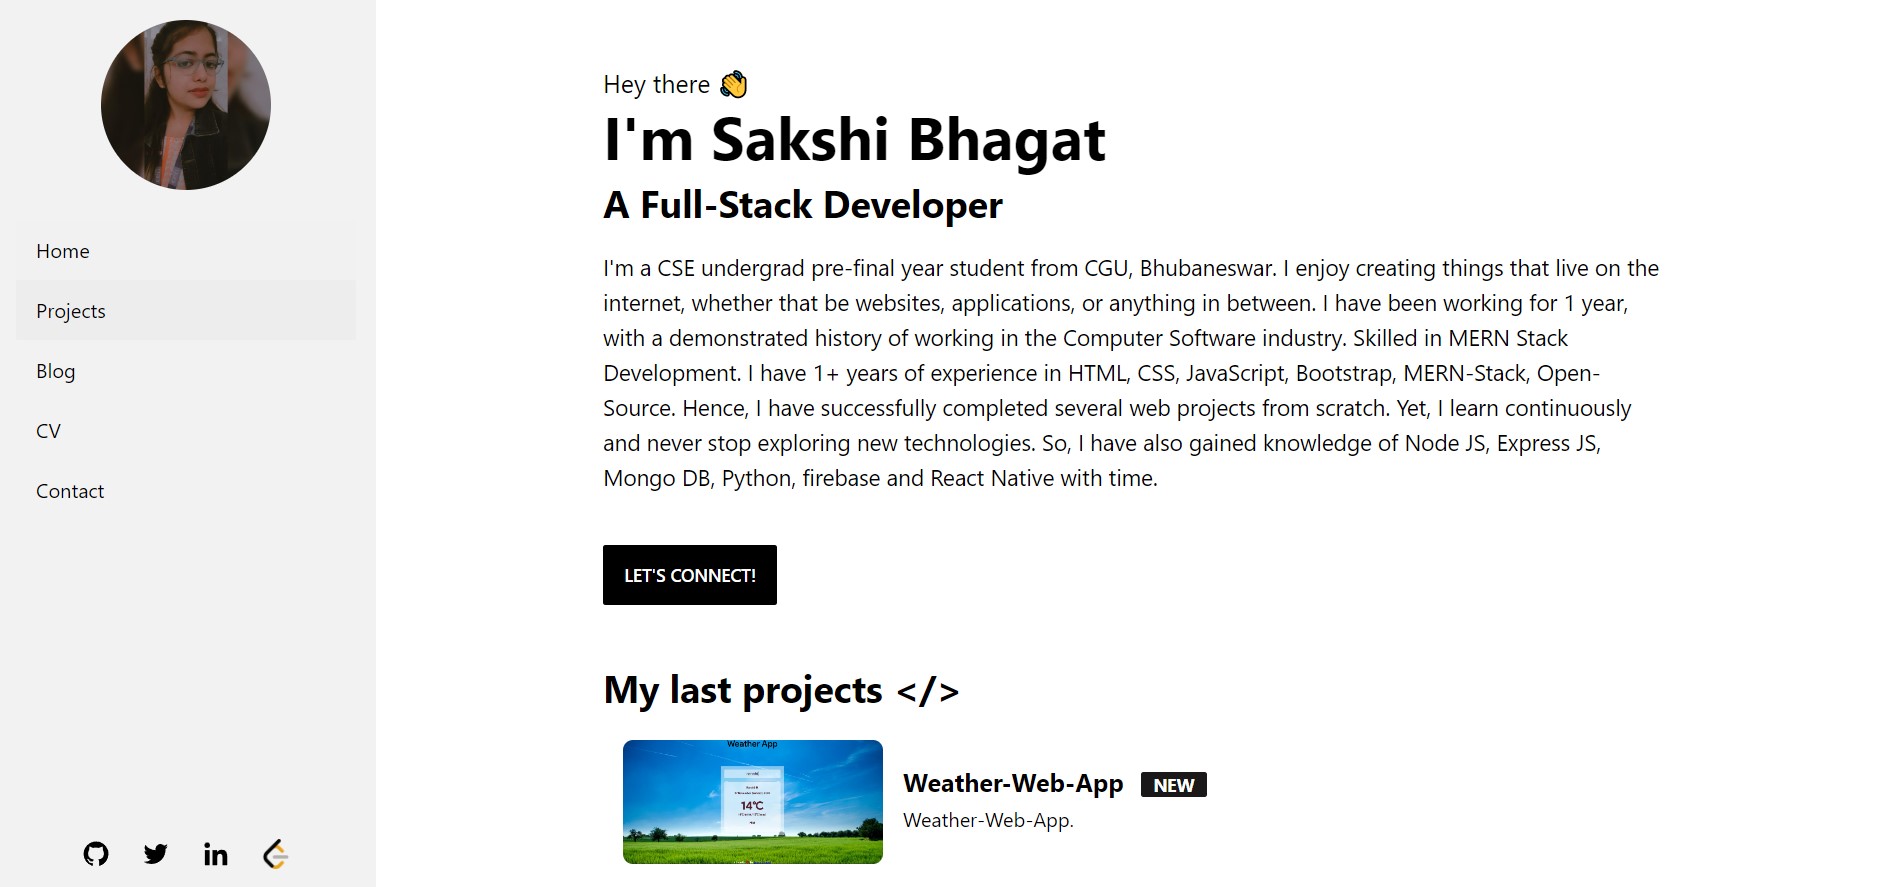 Home
Projects
Blog
CV
Contact
Hey there 👋
I'm Sakshi Bhagat
A Full-Stack Developer
I'm a CSE undergrad pre-final year student from CGU, Bhubaneswar. I enjoy creating things that live on the
internet, whether that be websites, applications, or anything in between. I have been working for 1 year,
with a demonstrated history of working in the Computer Software industry. Skilled in MERN Stack
Development. I have 1+ years of experience in HTML, CSS, JavaScript, Bootstrap, MERN-Stack, Open-
Source. Hence, I have successfully completed several web projects from scratch. Yet, I learn continuously
and never stop exploring new technologies. So, I have also gained knowledge of Node JS, Express JS,
Mongo DB, Python, firebase and React Native with time.
LET'S CONNECT!
My last projects </>
Weather App
14°C
Weather-Web-App NEW
Weather-Web-App.
in